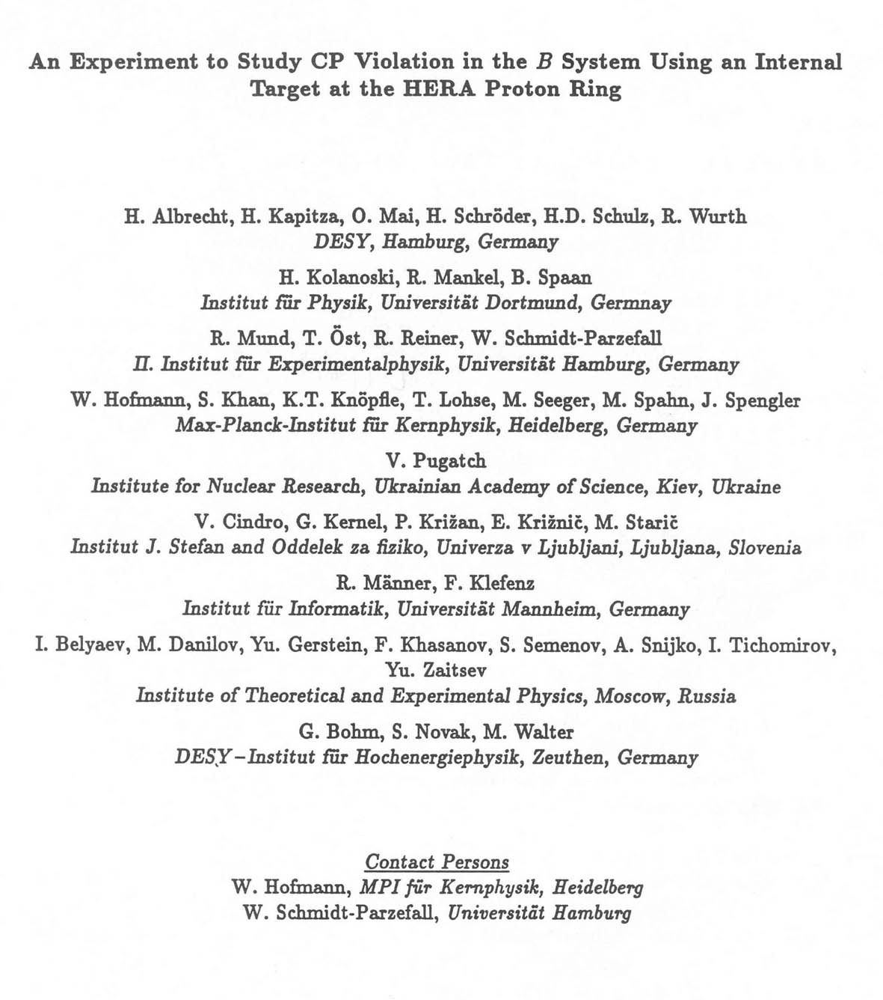 An Experiment to Study CP Violation in the B System Using an Internal
Target at the HERA Proton Ring
H. Albrecht, H. Kapitza, O. Mai, H. Schröder, H.D. Schulz, R. Wurth
DESY, Hamburg, Germany
H. Kolanoski, R. Mankel, B. Spaan
Institut für Physik, Universität Dortmund, Germnay
R. Mund, T. Öst, R. Reiner, W. Schmidt-Parzefall
II. Institut für Experimentalphysik, Universität Hamburg, Germany
W. Hofmann, S. Khan, K.T. Knöpfle, T. Lohse, M. Seeger, M. Spahn, J. Spengler
Max-Planck-Institut für Kernphysik, Heidelberg, Germany
V. Pugatch
Institute for Nuclear Research, Ukrainian Academy of Science, Kiev, Ukraine
V. Cindro, G. Kernel, P. Križan, E. Križnič, M. Starič
Institut J. Stefan and Oddelek za fiziko, Univerza v Ljubljani, Ljubljana, Slovenia
R. Männer, F. Klefenz
Institut für Informatik, Universität Mannheim, Germany
I. Belyaev, M. Danilov, Yu. Gerstein, F. Khasanov, S. Semenov, A. Snijko, I. Tichomirov,
Yu. Zaitsev
Institute of Theoretical and Experimental Physics, Moscow, Russia
G. Bohm, S. Novak, M. Walter
DESY–Institut für Hochenergiephysik, Zeuthen, Germany
Contact Persons
W. Hofmann, MPI für Kernphysik, Heidelberg
W. Schmidt-Parzefall, Universität Hamburg